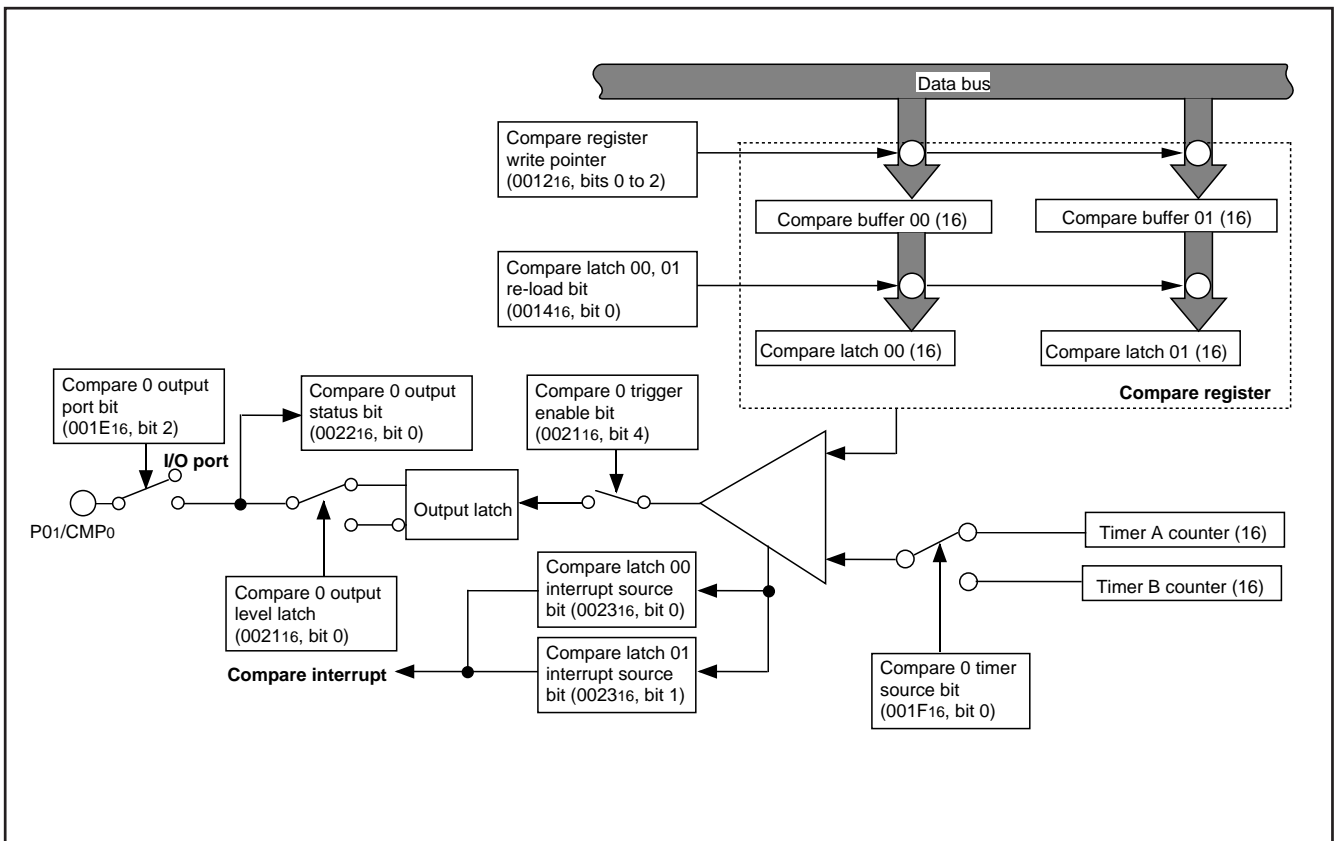 Data bus
Compare register
write pointer
(001216, bits 0 to 2)
Compare buffer 00 (16)
Compare buffer 01 (16)
Compare latch 00, 01
re-load bit
(001416, bit 0)
Compare latch 00 (16)
Compare latch 01 (16)
Compare register
Compare 0 output
port bit
(001E16, bit 2)
Compare 0 output
status bit
(002216, bit 0)
Compare 0 trigger
enable bit
(002116, bit 4)
I/O port
P01/CMP0
Output latch
Timer A counter (16)
Timer B counter (16)
Compare 0 output
level latch
(002116, bit 0)
Compare latch 00
interrupt source
bit (002316, bit 0)
Compare latch 01
interrupt source
bit (002316, bit 1)
Compare interrupt
Compare 0 timer
source bit
(001F16, bit 0)